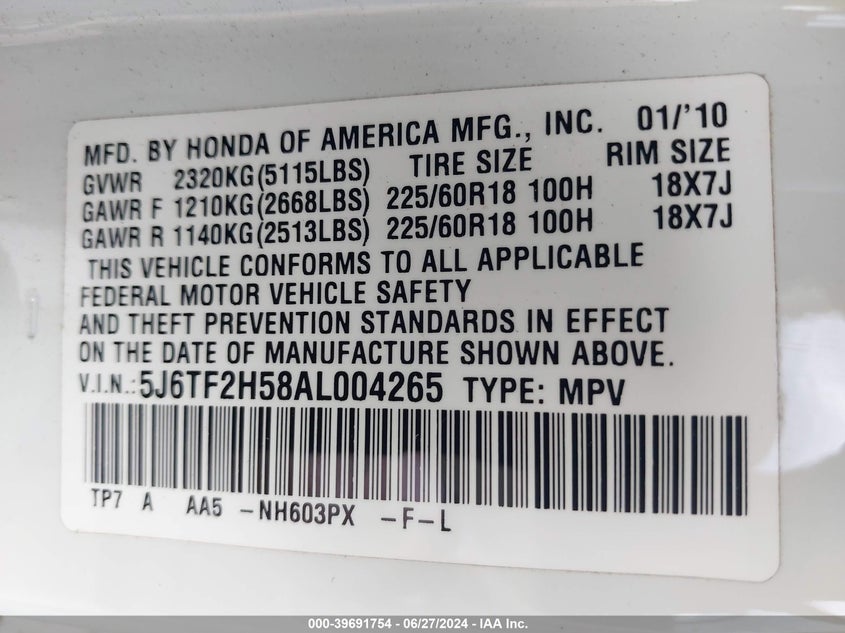 MFD. BY HONDA OF AMERICA MFG., INC. 01/'10
GVWR 2320KG(5115LBS) TIRE SIZE RIM SIZE
GAWR F 1210KG(2668LBS) 225/60R18 100H 18X7J
GAWR R 1140KG(2513LBS) 225/60R18 100H 18X7J
THIS VEHICLE CONFORMS TO ALL APPLICABLE
FEDERAL MOTOR VEHICLE SAFETY
AND THEFT PREVENTION STANDARDS IN EFFECT
ON THE DATE OF MANUFACTURE SHOWN ABOVE.
V.I.N.: 5J6TF2H58AL004265 TYPE: MPV
TP7 A AA5 -NH603PX -F-L
000-39691754 - 06/27/2024 - IAA Inc.